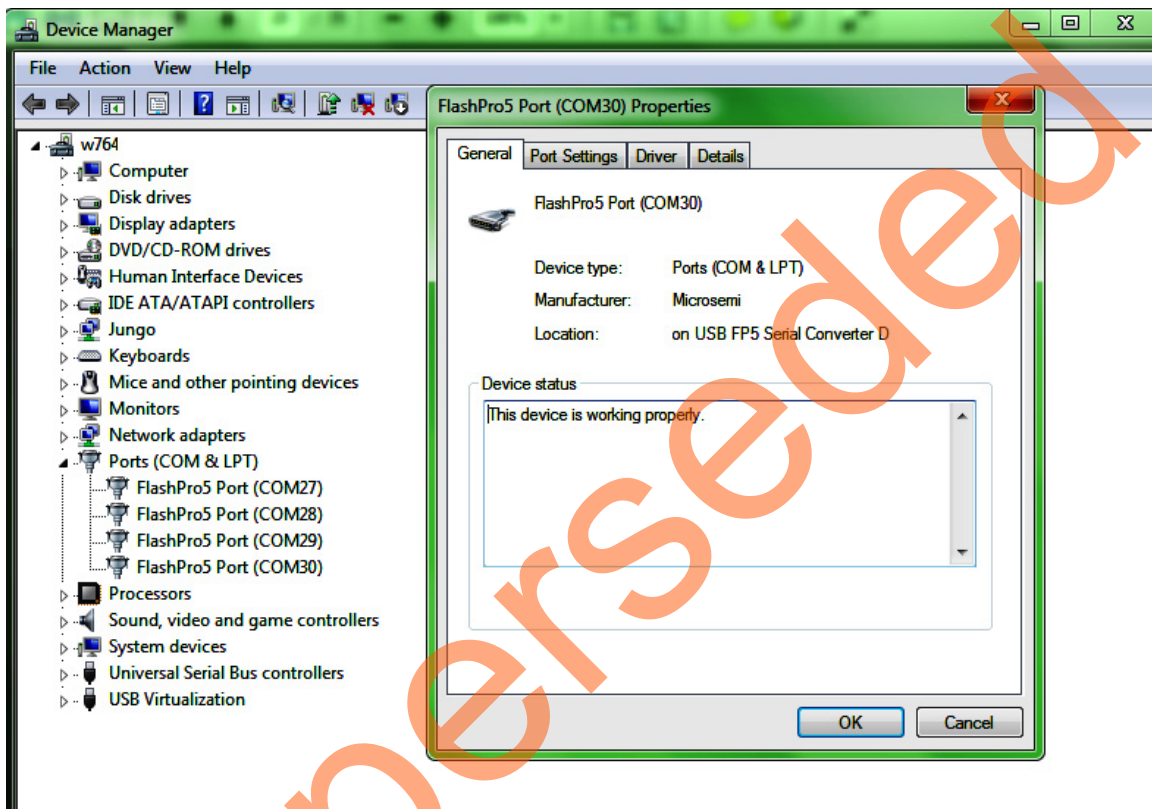 Device Manager
File Action View Help
w764
Computer
Disk drives
Display adapters
DVD/CD-ROM drives
Human Interface Devices
IDE ATA/ATAPI controllers
Jungo
Keyboards
Mice and other pointing devices
Monitors
Network adapters
Ports (COM & LPT)
FlashPro5 Port (COM27)
FlashPro5 Port (COM28)
FlashPro5 Port (COM29)
FlashPro5 Port (COM30)
Processors
Sound, video and game controllers
System devices
Universal Serial Bus controllers
USB Virtualization
FlashPro5 Port (COM30) Properties
General Port Settings Driver Details
FlashPro5 Port (COM30)
Device type: Ports (COM & LPT)
Manufacturer: Microsemi
Location: on USB FP5 Serial Converter D
Device status
This device is working properly.
OK Cancel
perseded